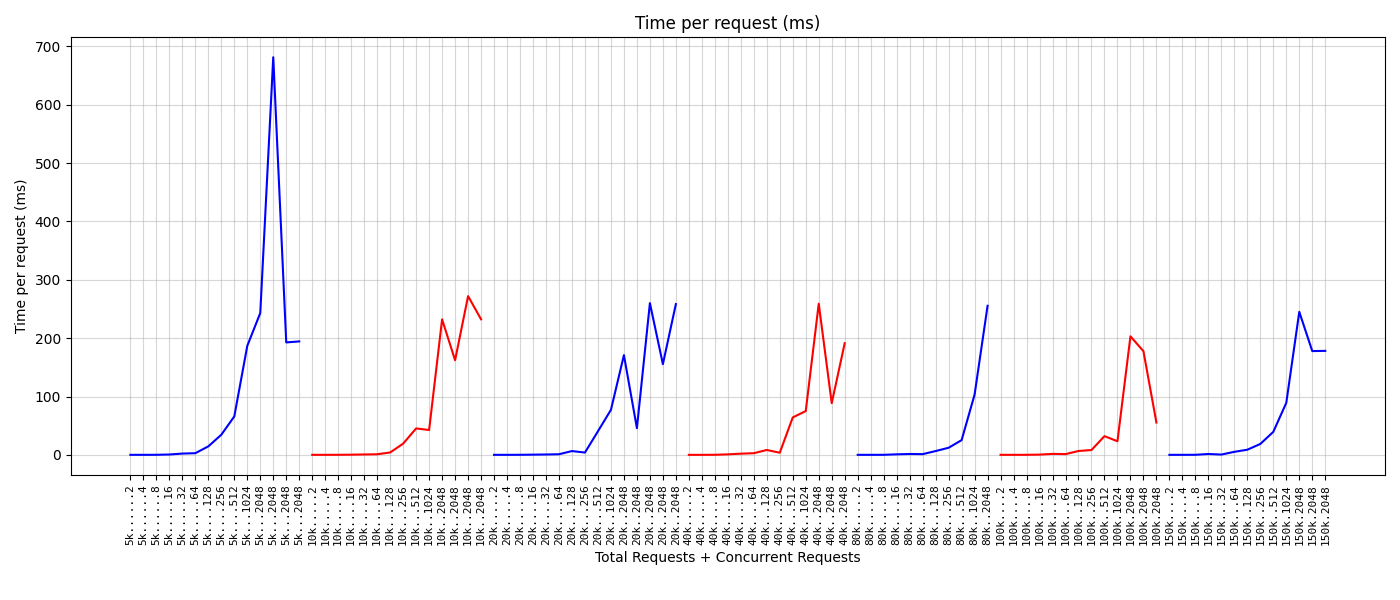 Time per request (ms)
Time per request (ms)
700
600
500
400
300
200
100
0
5k......2
5k......4
5k......8
5k.....16
5k.....32
5k.....64
5k....128
5k....256
5k....512
5k...1024
5k...2048
5k...2048
5k...2048
5k...2048
10k.....2
10k.....4
10k.....8
10k....16
10k....32
10k....64
10k...128
10k...256
10k...512
10k..1024
10k..2048
10k..2048
10k..2048
10k..2048
20k.....2
20k.....4
20k.....8
20k....16
20k....32
20k....64
20k...128
20k...256
20k...512
20k..1024
20k..2048
20k..2048
20k..2048
20k..2048
20k..2048
40k.....2
40k.....4
40k.....8
40k....16
40k....32
40k....64
40k...128
40k...256
40k...512
40k..1024
40k..2048
40k..2048
40k..2048
80k.....2
80k.....4
80k.....8
80k....16
80k....32
80k....64
80k...128
80k...256
80k...512
80k..1024
80k..2048
100k....2
100k....4
100k....8
100k...16
100k...32
100k...64
100k..128
100k..256
100k..512
100k.1024
100k.2048
100k.2048
100k.2048
150k....2
150k....4
150k....8
150k...16
150k...32
150k...64
150k..128
150k..256
150k..512
150k.1024
150k.2048
150k.2048
150k.2048
Total Requests + Concurrent Requests